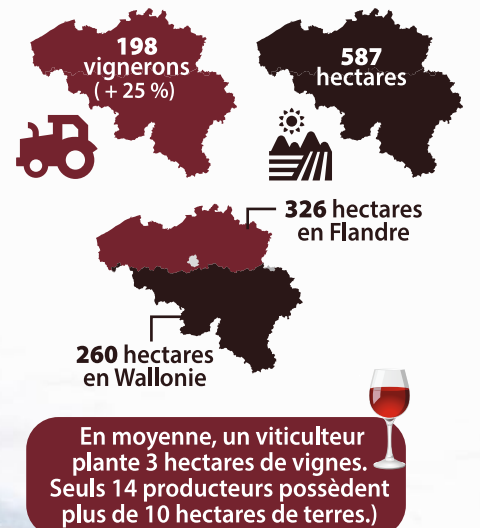 198
vignerons
( + 25 %)
587
hectares
326 hectares
en Flandre
260 hectares
en Wallonie
En moyenne, un viticulteur
plante 3 hectares de vignes.
Seuls 14 producteurs possèdent
plus de 10 hectares de terres.)